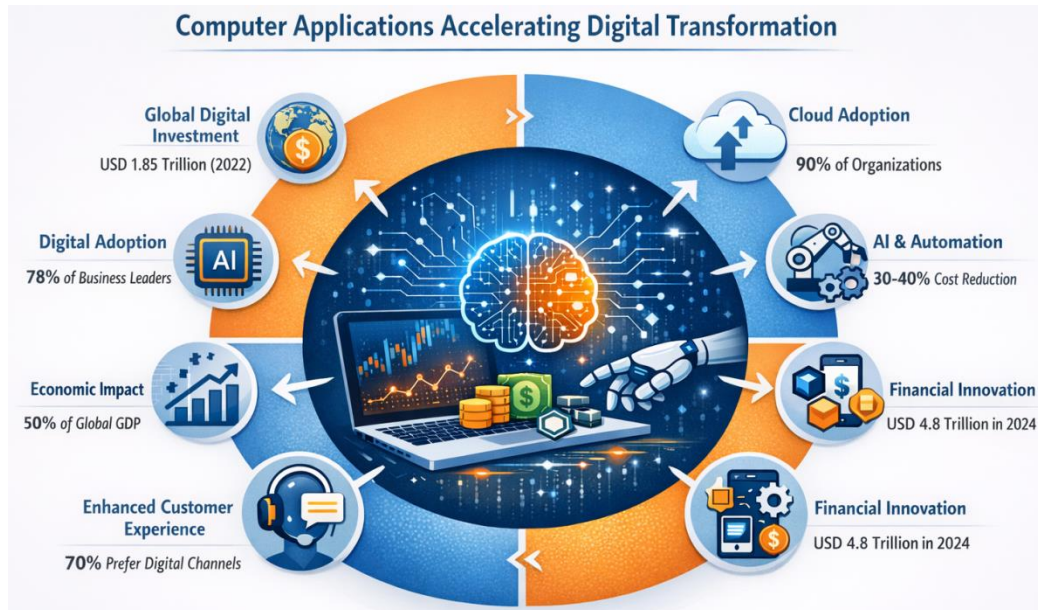 Computer Applications Accelerating Digital Transformation
Global Digital
Investment
USD 1.85 Trillion (2022)
Digital Adoption
78% of Business Leaders
AI
Economic Impact
50% of Global GDP
Enhanced Customer
Experience
70% Prefer Digital Channels
Cloud Adoption
90% of Organizations
AI & Automation
30-40% Cost Reduction
Financial Innovation
USD 4.8 Trillion in 2024
Financial Innovation
USD 4.8 Trillion in 2024